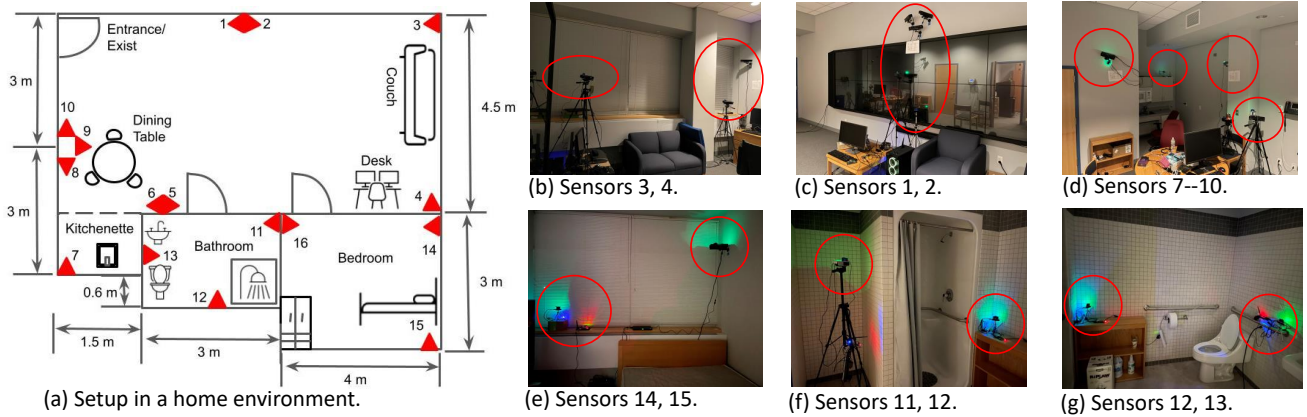 1 2 3
Entrance/
Exist
3 m
Couch
4.5 m
10
Dining
Table
9
8
3 m
Desk
6 5
4
Kitchenette
11
16
14
Bathroom
Bedroom
7
13
3 m
0.6 m
12
15
1.5 m
3 m
4 m
(a) Setup in a home environment.
(b) Sensors 3, 4.
(c) Sensors 1, 2.
(d) Sensors 7--10.
(e) Sensors 14, 15.
(f) Sensors 11, 12.
(g) Sensors 12, 13.